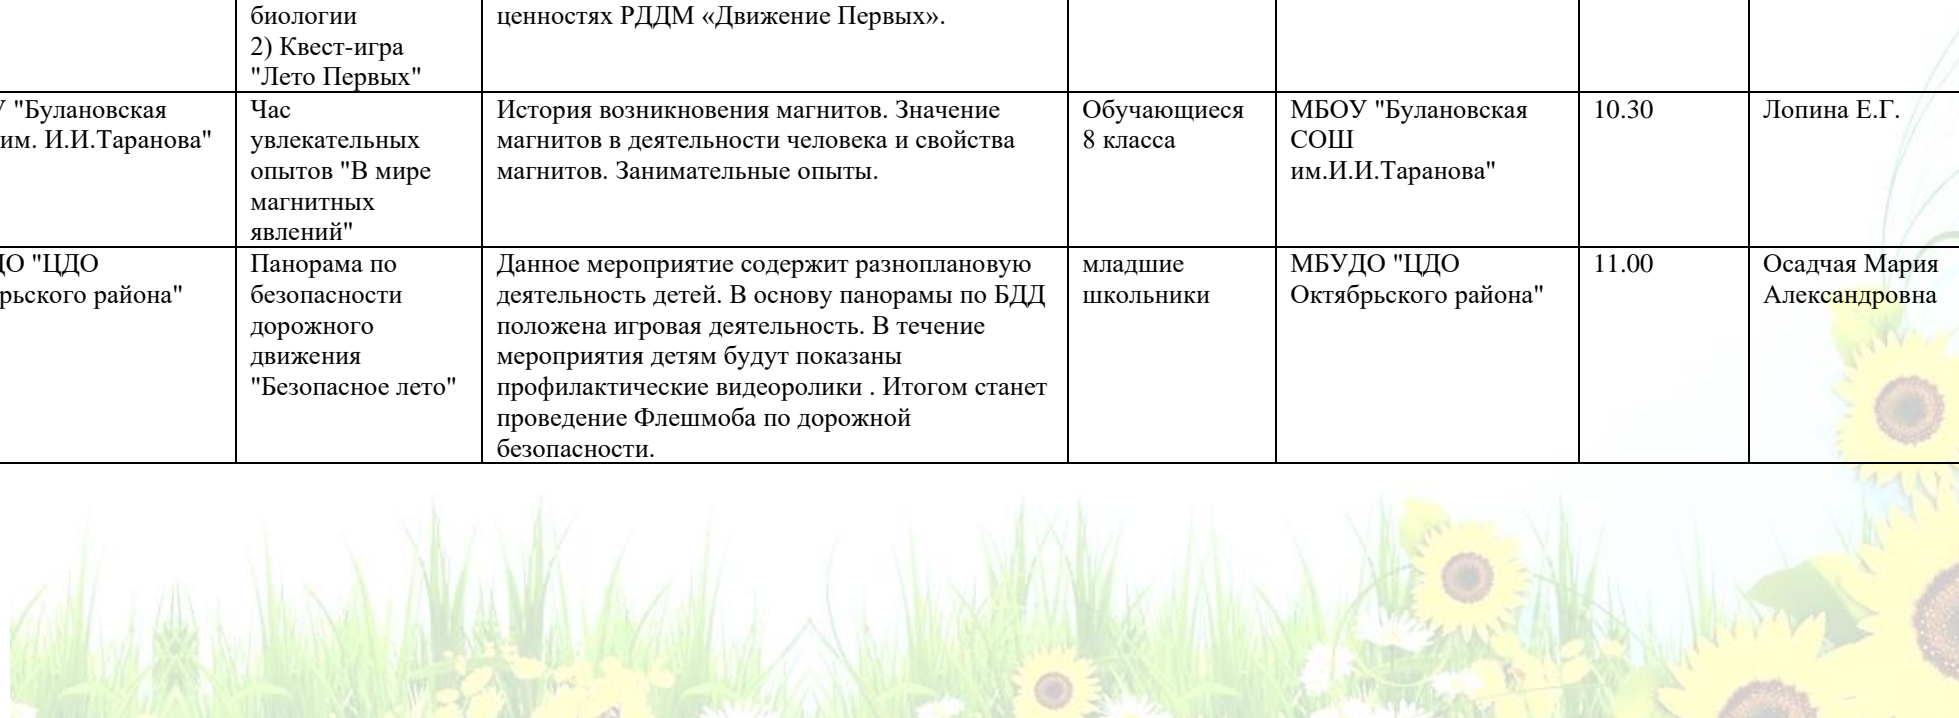 биологии
2) Квест-игра
"Лето Первых"
ценностях РДДМ «Движение Первых».
"Булановская
им. И.И.Таранова"
Час
увлекательных
опытов "В мире
магнитных
явлений"
История возникновения магнитов. Значение
магнитов в деятельности человека и свойства
магнитов. Занимательные опыты.
Обучающиеся
8 класса
МБОУ "Булановская
СОШ
им.И.И.Таранова"
10.30
Лопина Е.Г.
"ЦДО
района"
Панорама по
безопасности
дорожного
движения
"Безопасное лето"
Данное мероприятие содержит разноплановую
деятельность детей. В основу панорамы по БДД
положена игровая деятельность. В течение
мероприятия детям будут показаны
профилактические видеоролики . Итогом станет
проведение Флешмоба по дорожной
безопасности.
младшие
школьники
МБУДО "ЦДО
Октябрьского района"
11.00
Осадчая Мария
Александровна